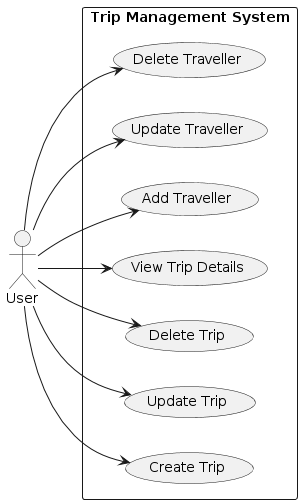 Trip Management System
Delete Traveller
Update Traveller
Add Traveller
View Trip Details
User
Delete Trip
Update Trip
Create Trip